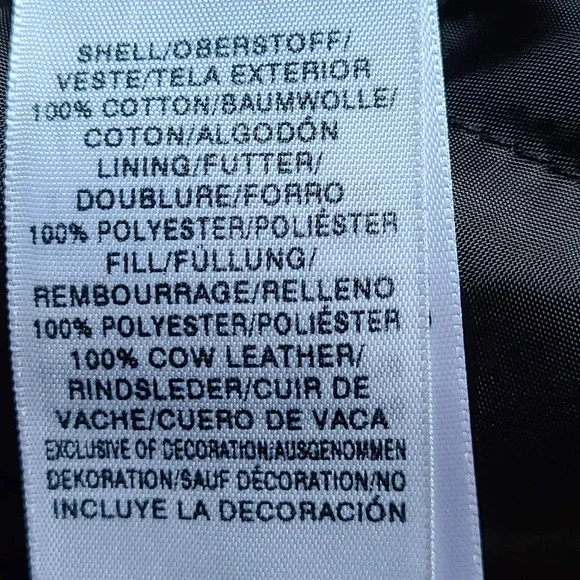 SHELL/OBERSTOFF/
VESTE/TELA EXTERIOR
100% COTTON/BAUMWOLLE/
COTON/ALGODÓN
LINING/FUTTER/
DOUBLURE/FORRO
100% POLYESTER/POLIÉSTER
FILL/FÜLLUNG/
REMBOURRAGE/RELLENO
100% POLYESTER/POLIÉSTER
100% COW LEATHER/
RINDSLEDER/CUIR DE
VACHE/CUERO DE VACA
EXCLUSIVE OF DECORATION/AUSGENOMMEN
DEKORATION/SAUF DÉCORATION/NO
INCLUYE LA DECORACIÓN